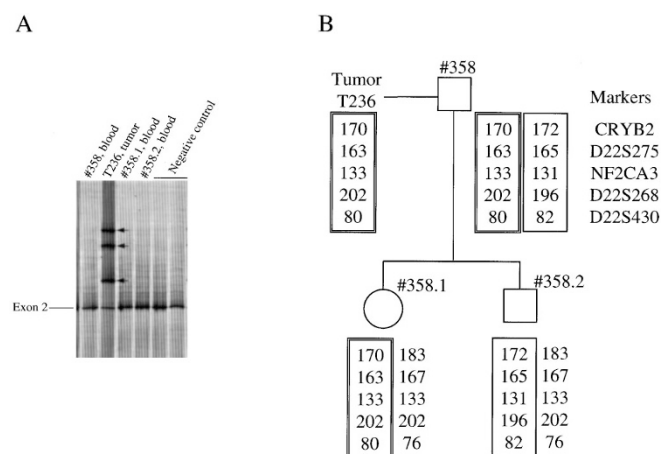 A
#358, blood
T236, tumor
#358.1, blood
#358.2, blood
Negative control
Exon 2
B
#358
Tumor
T236
Markers
170 170 172 CRYB2
163 163 165 D22S275
133 133 131 NF2CA3
202 202 196 D22S268
80 80 82 D22S430
#358.1 #358.2
170 183 172 183
163 167 165 167
133 133 131 133
202 202 196 202
80 76 82 76